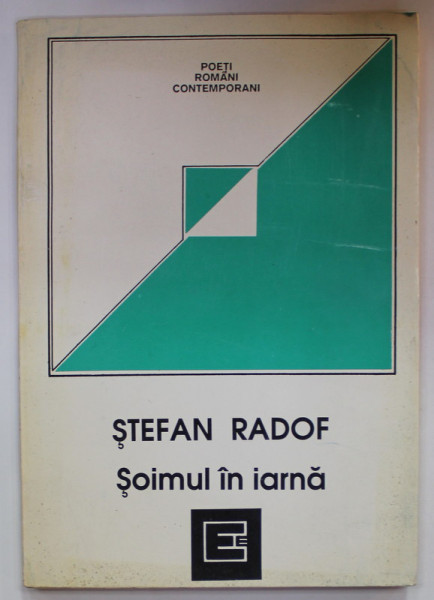 POEȚI
ROMÂNI
CONTEMPORANI
ȘTEFAN RADOF
Șoimul în iarnă